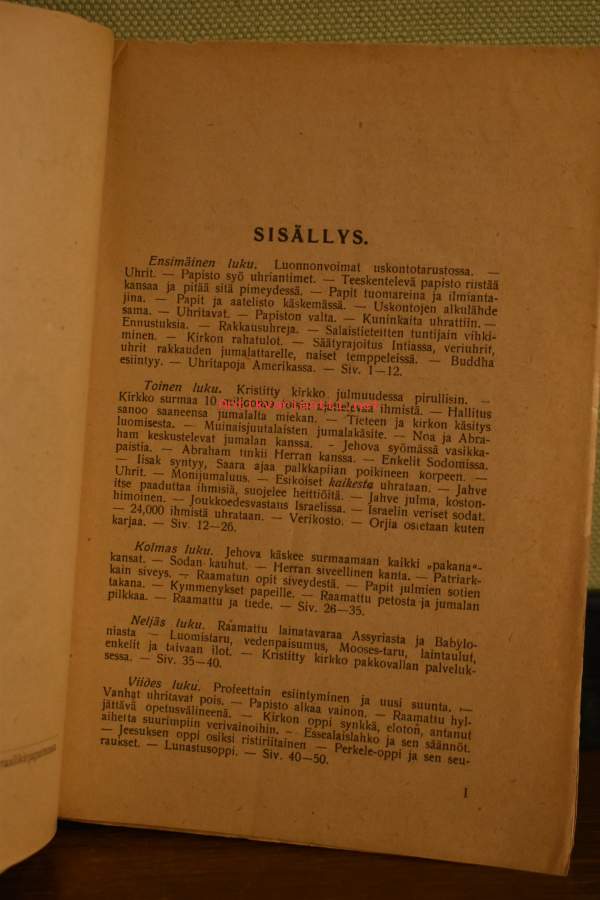 SISÄLLYS.
Ensimäinen luku. Luonnonvoimat uskontotarustossa. —
Uhrit. — Papisto syö uhriantimet. — Teeskentelevä papisto riistää
kansaa ja pitää sitä pimeydessä. — Papit tuomareina ja ilmianta-
jina. — Papit ja aatelisto käskemässä. — Uskontojen alkulähde
sama. — Uhritavat. — Papiston valta. — Kuninkaita uhrattiin. —
Ennustuksia. — Rakkausuhreja. — Salaistieteitten tuntijain vihki-
minen. — Kirkon rahatulot. — Säätyrajoitus Intiassa, veriuhrit,
uhrit rakkauden jumalattarelle, naiset temppeleissä. — Buddha
esiintyy. — Uhritapoja Amerikassa. — Siv. 1—12.
Toinen luku. Kristitty kirkko julmuudessa pirullisin. —
Kirkko surmaa 10 miljoonaa ihmistä. — Hallitus
sanoo saaneensa jumalalta miekan. — Tieteen ja kirkon käsitys
luomisesta. — Muinaisjuutalaisten jumalakäsite. — Noa ja Abra-
ham keskustelevat jumalan kanssa. — Jehova syömässä vasikka-
paistia. — Abraham tinkii Herran kanssa. — Enkelit Sodomissa.
— Iisak syntyy, Saara ajaa palkkapiian poikineen korpeen. —
Uhrit. — Monijumaluus. — Esikoiset kaikesta uhrataan. — Jahve
itse paaduttaa ihmisiä, suojelee heittiöitä. — Jahve julma, koston-
himoinen. — Joukkoedesvastaus Israelissa. — Israelin veriset sodat.
— 24,000 ihmistä uhrataan. — Verikosto. — Orjia ostetaan kuten
karjaa. — Siv. 12—26.
Kolmas luku. Jehova käskee surmaamaan kaikki »pakana»-
kansat. — Sodan kauhut. — Herran siveellinen kanta. — Patriark-
kain siveys. — Raamatun opit siveydestä. — Papit julmien sotien
takana. — Kymmenykset papeille. — Raamattu petosta ja jumalan
pilkkaa. — Raamattu ja tiede. — Siv. 26—35.
Neljäs luku. Raamattu lainatavaraa Assyriasta ja Babylo-
niasta — Luomistaru, vedenpaisumus, Mooses-taru, laintaulut,
enkelit ja taivaan ilot. — Kristitty kirkko pakkovallan palveluk-
sessa. — Siv. 35—40.
Viides luku. Profeettain esiintyminen ja uusi suunta. —
Vanhat uhritavat pois. — Papisto alkaa vainon. — Raamattu hyl-
jättävä opetusvälineenä. — Kirkon oppi synkkä, eloton, antanut
aihetta suurimpiin verivainoihin. — Essealaislahko ja sen säännöt.
— Jeesuksen oppi osiksi ristiriitainen — Perkele-oppi ja sen seu-
raukset. — Lunastusoppi. — Siv. 40—50.
I